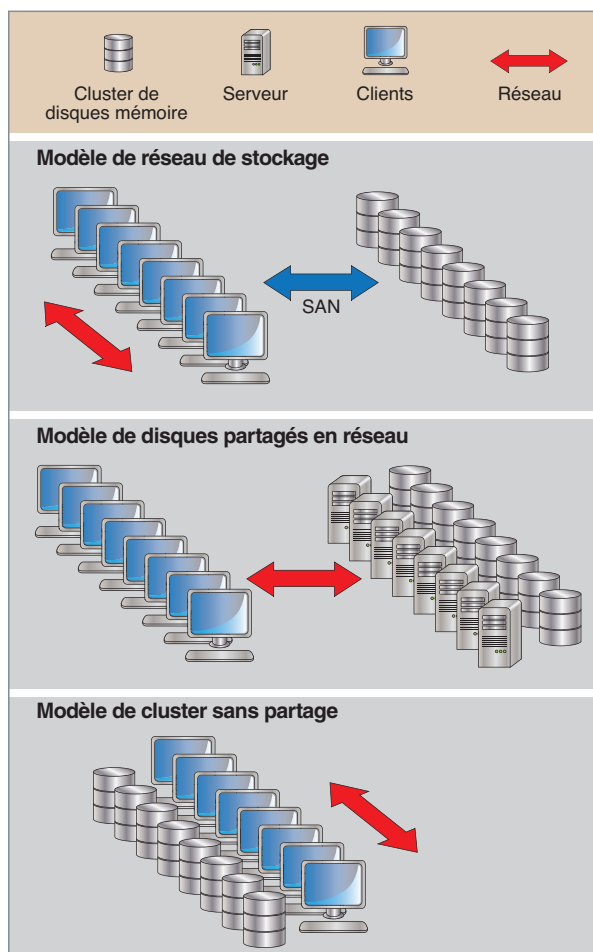 Cluster de
disques mémoire
Serveur
Clients
Réseau
Modèle de réseau de stockage
SAN
Modèle de disques partagés en réseau
Modèle de cluster sans partage